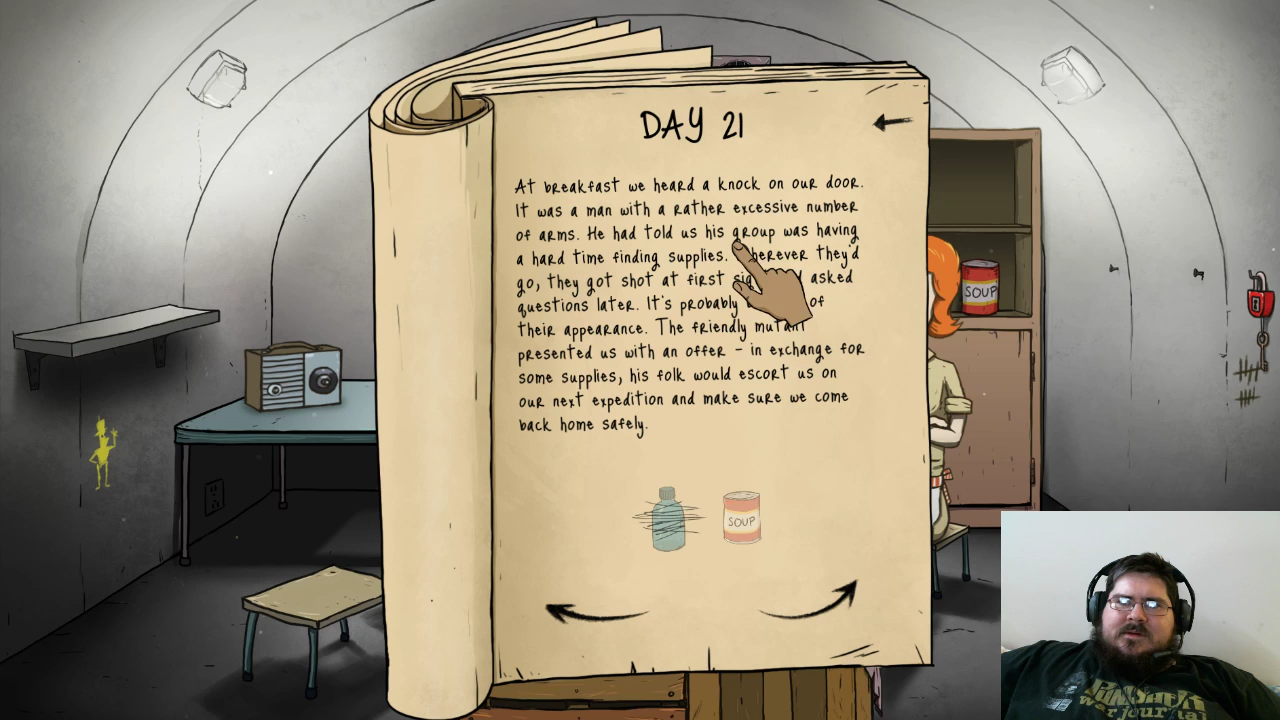 DAY 21
At breakfast we heard a knock on our door.
It was a man with a rather excessive number
of arms. He had told us his group was having
a hard time finding supplies. they'd
go, they got shot at first asked
questions later. It's probably of
their appearance. The friendly mutant
presented us with an offer - in exchange for
some supplies, his folk would escort us on
our next expedition and make sure we come
back home safely.
SOUP
SOUP